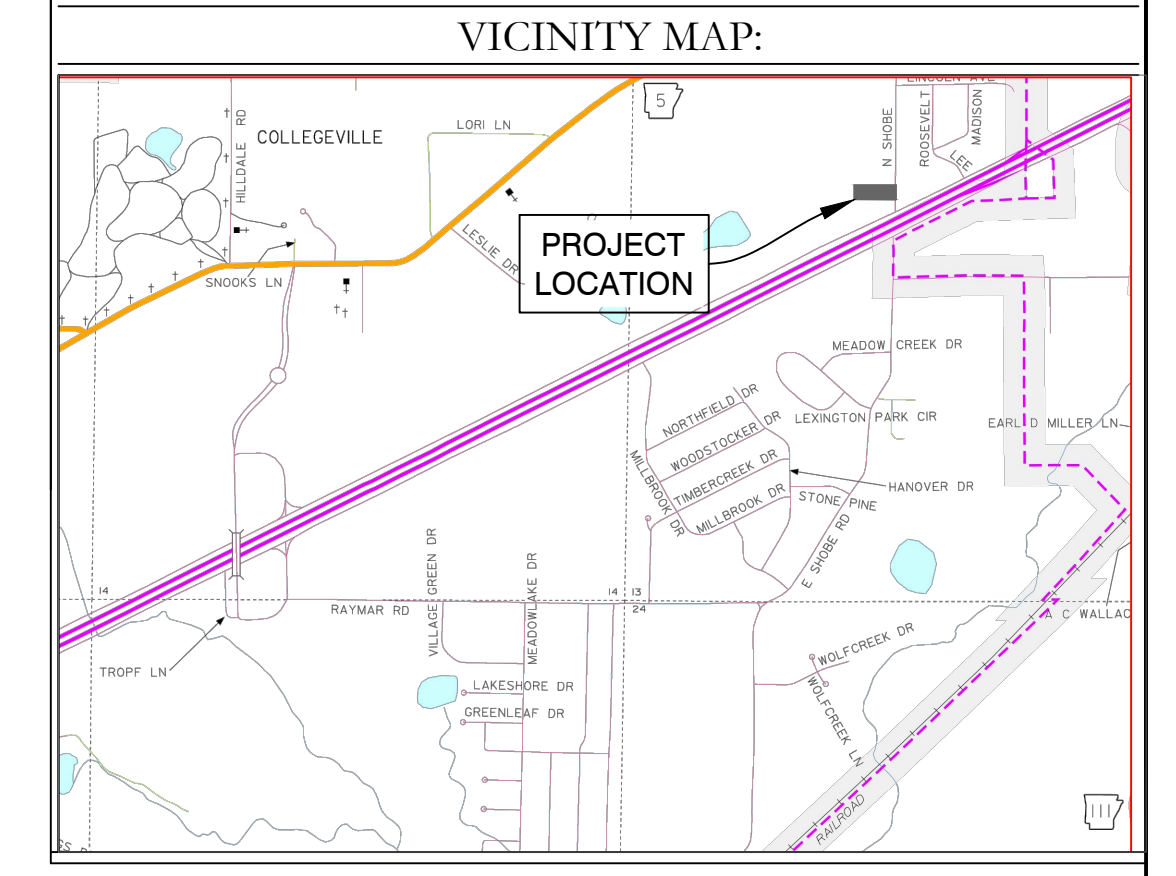 VICINITY MAP:
LINCOLN AVE
5
LORI LN
COLLEGEVILLE
HILLDALE RD
N SHOBE
ROOSEVELT
MADISON
LEE
PROJECT
LOCATION
LESLIE DR
SNOOKS LN
MEADOW CREEK DR
NORTHFIELD DR
LEXINGTON PARK CIR
EARL D MILLER LN
WOODSTOCKER DR
MILLBROOK DR
TIMBERCREEK DR
HANOVER DR
MILLBROOK DR
STONE PINE
E SHOBE RD
VILLAGE GREEN DR
MEADOWLAKE DR
14
14 13
24
RAYMAR RD
A C WALLAC
TROPF LN
WOLFCREEK DR
WOLFCREEK LN
LAKESHORE DR
GREENLEAF DR
RAILROAD
111